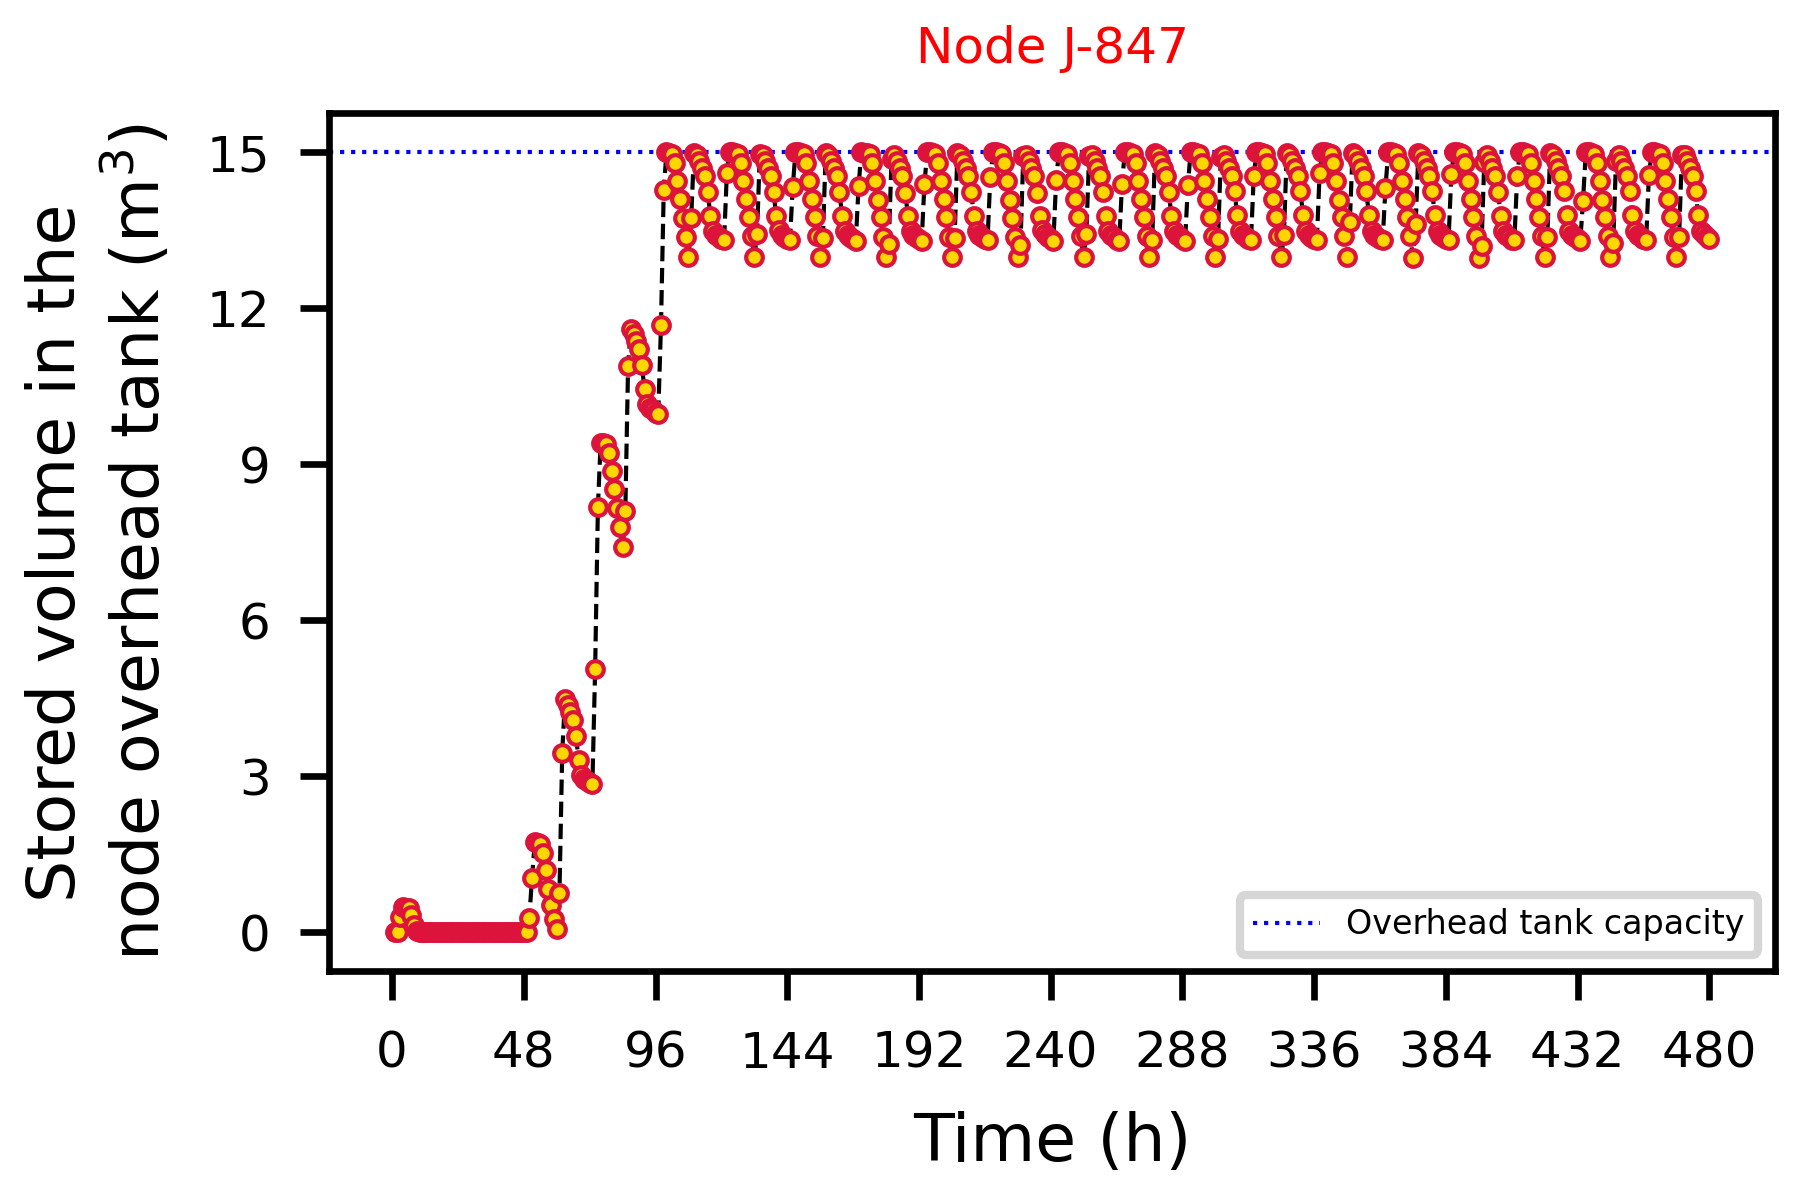 Node J-847
Stored volume in the
node overhead tank (m³)
15
12
9
6
3
0
Overhead tank capacity
0 48 96 144 192 240 288 336 384 432 480
Time (h)